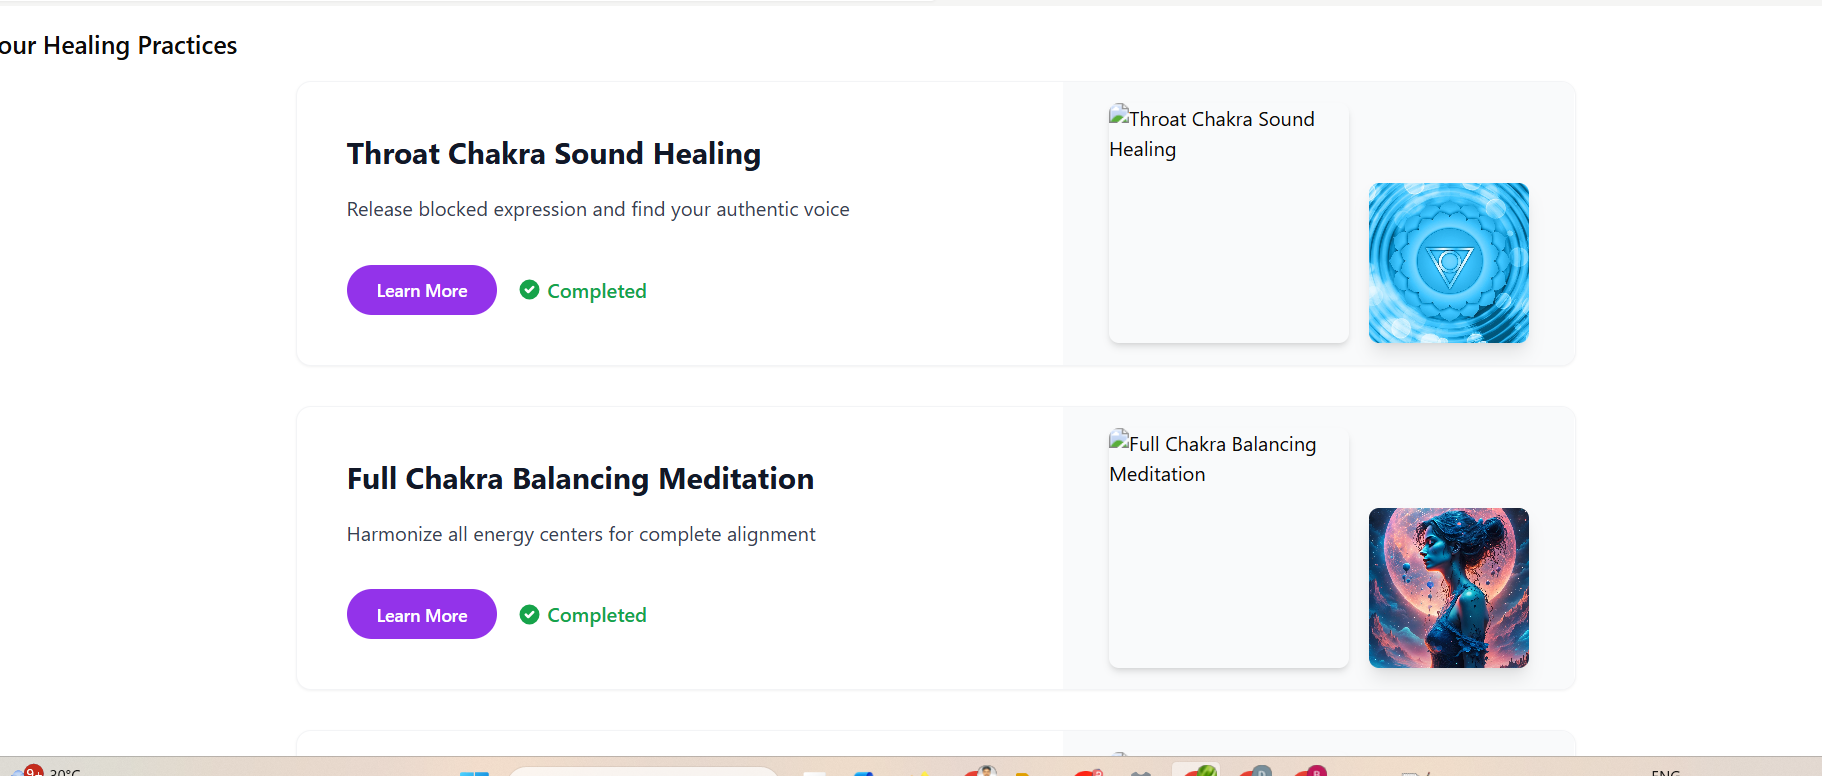 our Healing Practices
Throat Chakra Sound Healing
Release blocked expression and find your authentic voice
Learn More
Completed
Throat Chakra Sound
Healing
Full Chakra Balancing Meditation
Harmonize all energy centers for complete alignment
Learn More
Completed
Full Chakra Balancing
Meditation
9+
30°C
ENG